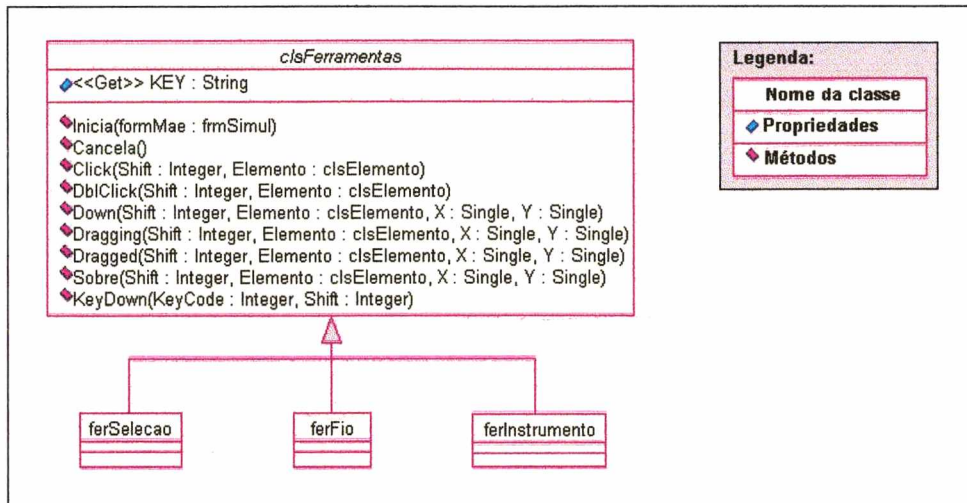 clsFerramentas
<<Get>> KEY : String
Inicia(formMae : frmSimul)
Cancela()
Click(Shift : Integer, Elemento : clsElemento)
DblClick(Shift : Integer, Elemento : clsElemento)
Down(Shift : Integer, Elemento : clsElemento, X : Single, Y : Single)
Dragging(Shift : Integer, Elemento : clsElemento, X : Single, Y : Single)
Dragged(Shift : Integer, Elemento : clsElemento, X : Single, Y : Single)
Sobre(Shift : Integer, Elemento : clsElemento, X : Single, Y : Single)
KeyDown(KeyCode : Integer, Shift : Integer)
ferSelecao
ferFio
ferInstrumento
Legenda:
Nome da classe
Propriedades
Métodos